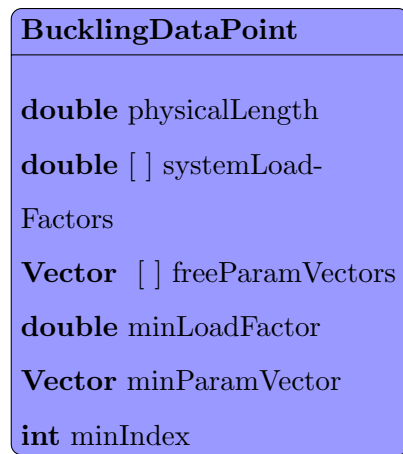 BucklingDataPoint
double physicalLength
double [ ] systemLoad-
Factors
Vector [ ] freeParamVectors
double minLoadFactor
Vector minParamVector
int minIndex